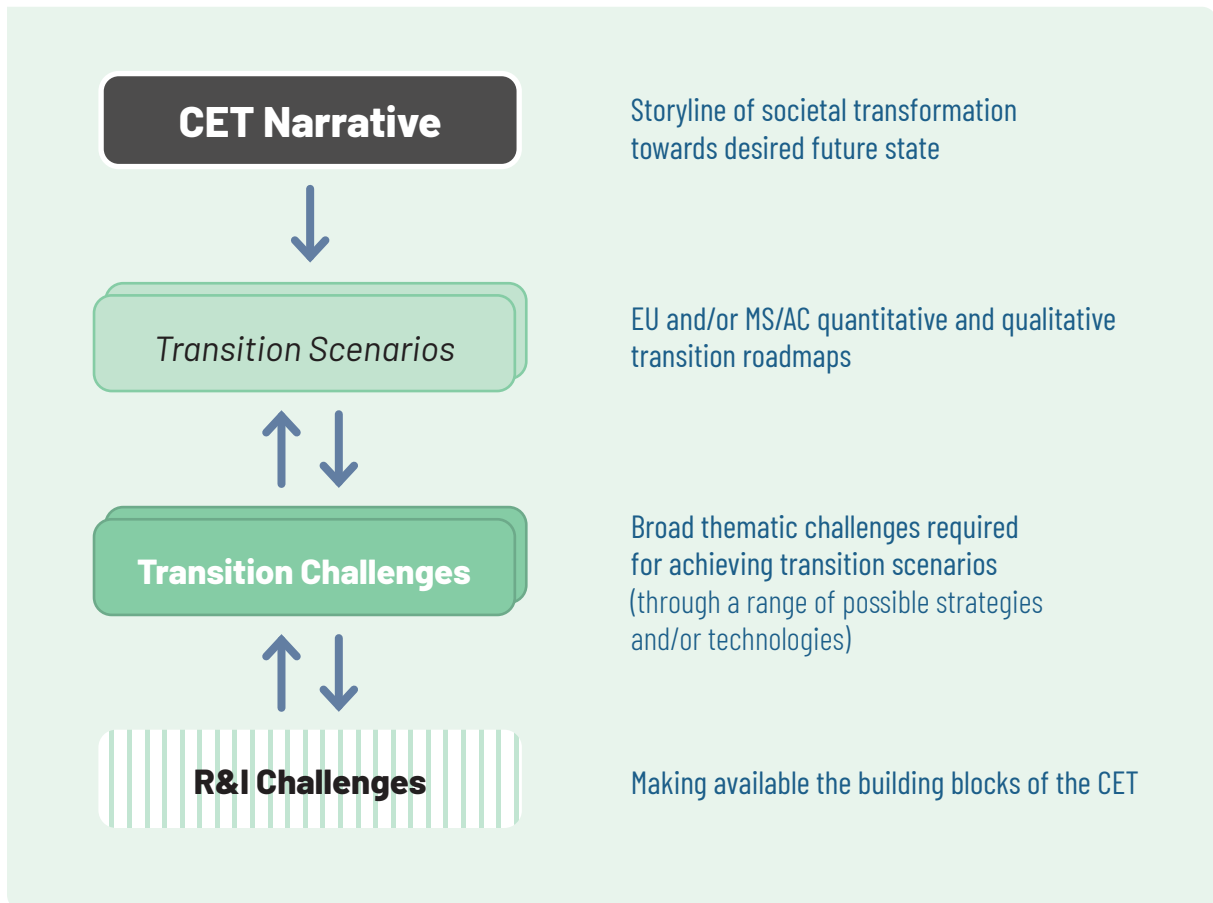 CET Narrative
Storyline of societal transformation
towards desired future state
Transition Scenarios
EU and/or MS/AC quantitative and qualitative
transition roadmaps
Transition Challenges
Broad thematic challenges required
for achieving transition scenarios
(through a range of possible strategies
and/or technologies)
R&I Challenges
Making available the building blocks of the CET